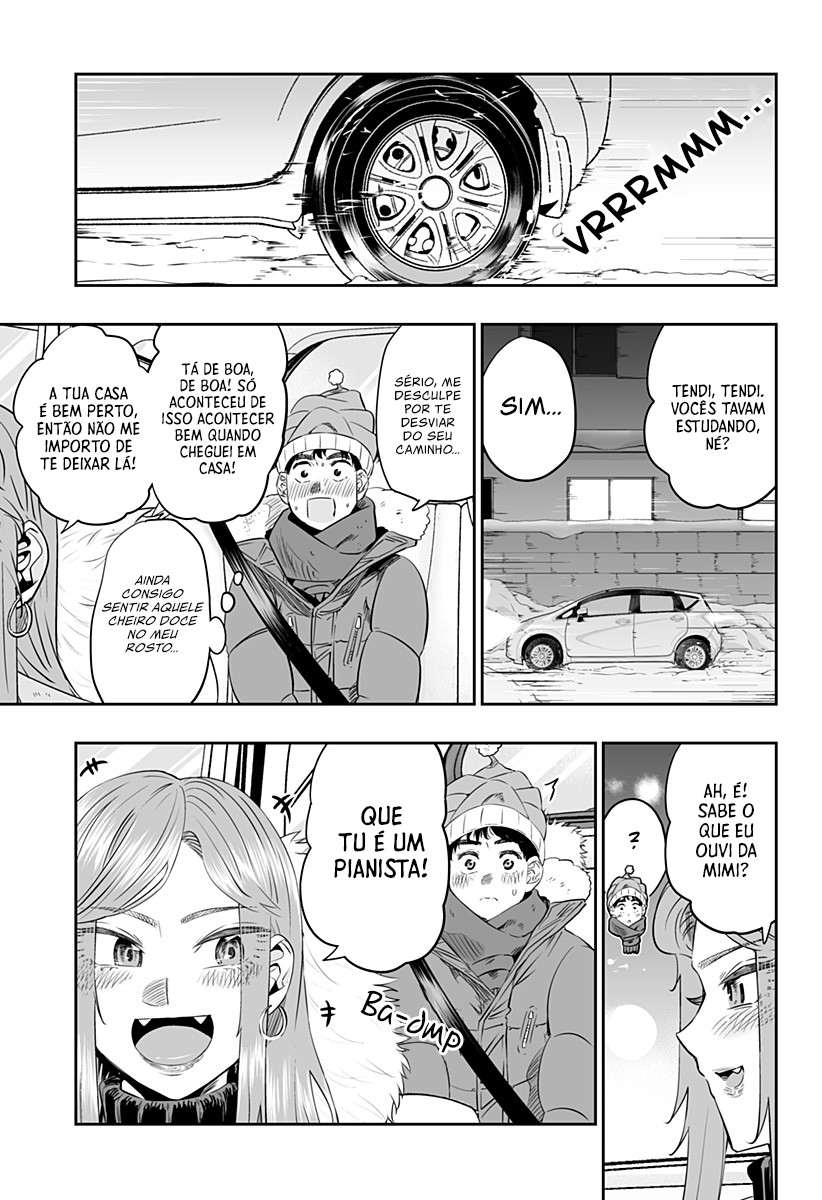 VRRRMMM...
TENDI, TENDI.
VOCÊS TAVAM
ESTUDANDO,
NÉ?
SIM...
SÉRIO, ME
DESCULPE
POR TE
DESVIAR
DO SEU
CAMINHO...
TÁ DE BOA,
DE BOA! SÓ
ACONTECEU DE
ISSO ACONTECER
BEM QUANDO
CHEGUEI EM
CASA!
A TUA CASA
É BEM PERTO,
ENTÃO NÃO ME
IMPORTO DE
TE DEIXAR LÁ!
AINDA
CONSIGO
SENTIR AQUELE
CHEIRO DOCE
NO MEU
ROSTO...
AH, É!
SABE O
QUE EU
OUVI DA
MIMI?
?
QUE
TU É UM
PIANISTA!
Ba-dmp